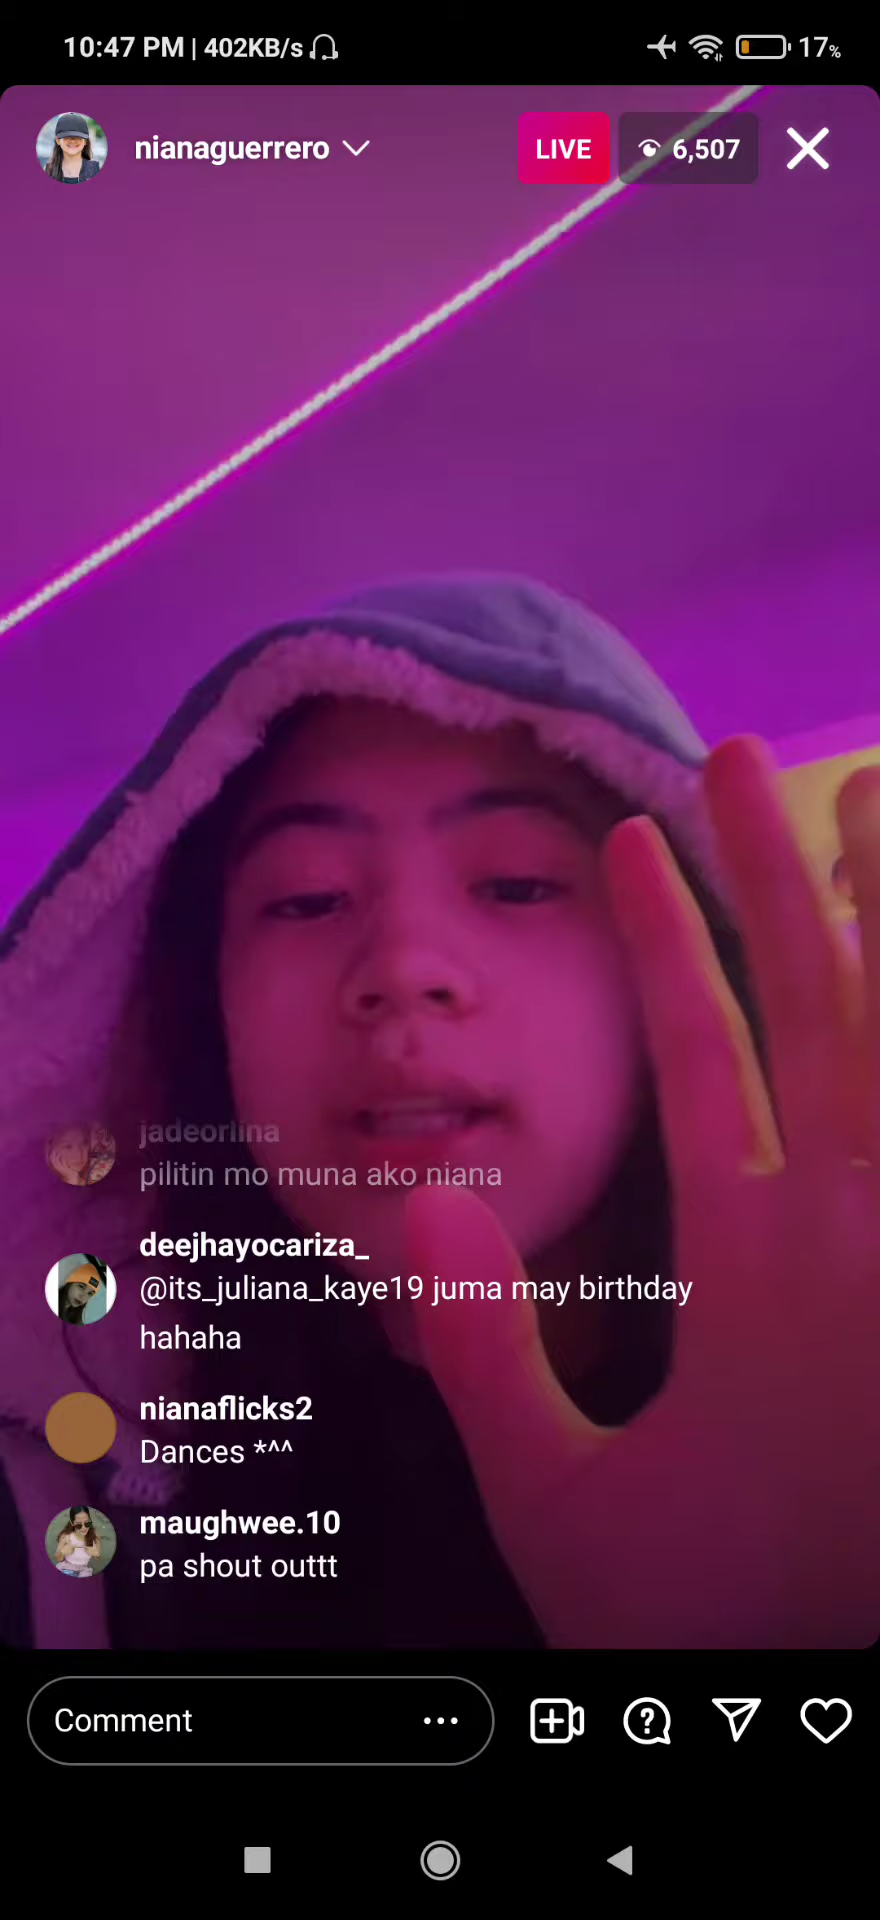 10:47 PM | 402KB/s
17%
nianaguerrero
LIVE
6,507
jadeorlina
pilitin mo muna ako niana
deejhayocariza_
@its_juliana_kaye19 juma may birthday
hahaha
nianaflicks2
Dances *^^
maughwee.10
pa shout outtt
Comment